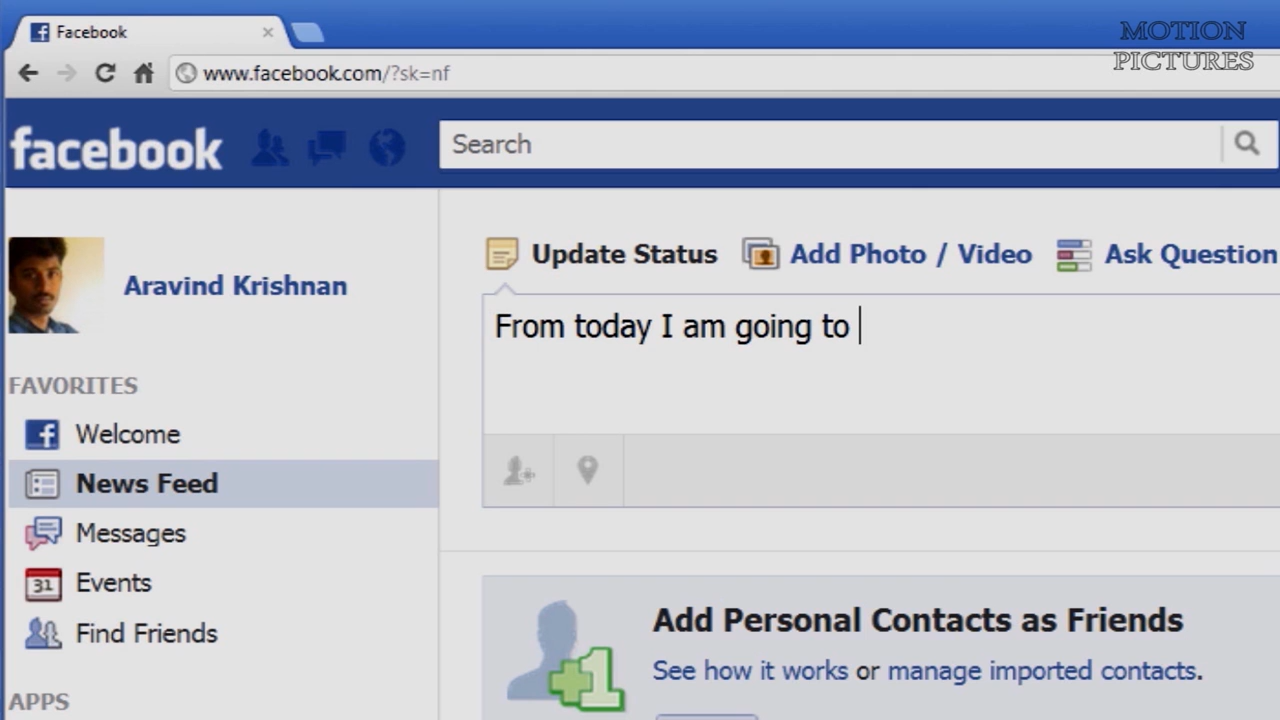 Facebook
MOTION
PICTURES
www.facebook.com/?sk=nf
facebook
Search
Update Status
Add Photo / Video
Ask Question
Aravind Krishnan
From today I am going to
FAVORITES
Welcome
News Feed
Messages
31
Events
Find Friends
Add Personal Contacts as Friends
+1
See how it works or manage imported contacts.
APPS